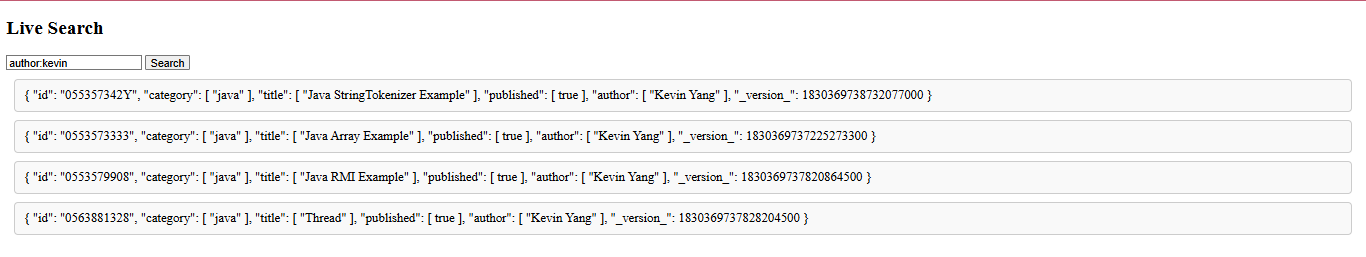 Live Search
author:kevin Search
{ "id": "055357342Y", "category": [ "java" ], "title": [ "Java StringTokenizer Example" ], "published": [ true ], "author": [ "Kevin Yang" ], "_version_": 1830369738732077000 }
{ "id": "0553573333", "category": [ "java" ], "title": [ "Java Array Example" ], "published": [ true ], "author": [ "Kevin Yang" ], "_version_": 1830369737225273300 }
{ "id": "0553579908", "category": [ "java" ], "title": [ "Java RMI Example" ], "published": [ true ], "author": [ "Kevin Yang" ], "_version_": 1830369737820864500 }
{ "id": "0563881328", "category": [ "java" ], "title": [ "Thread" ], "published": [ true ], "author": [ "Kevin Yang" ], "_version_": 1830369737828204500 }